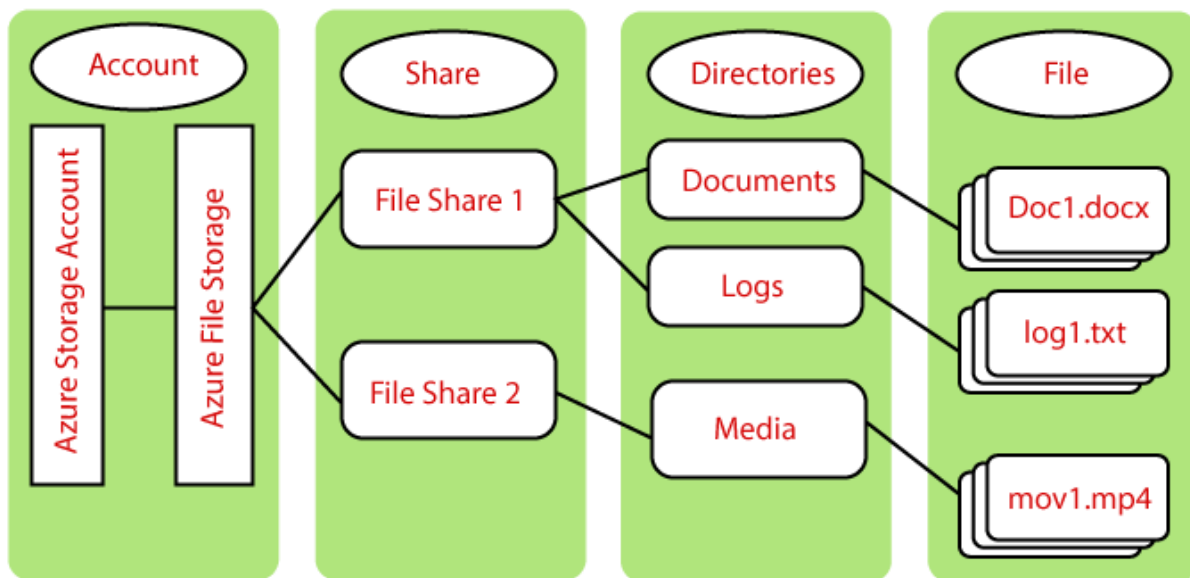 Account
Share
Directories
File
Azure Storage Account
Azure File Storage
File Share 1
File Share 2
Documents
Logs
Media
Doc1.docx
log1.txt
mov1.mp4